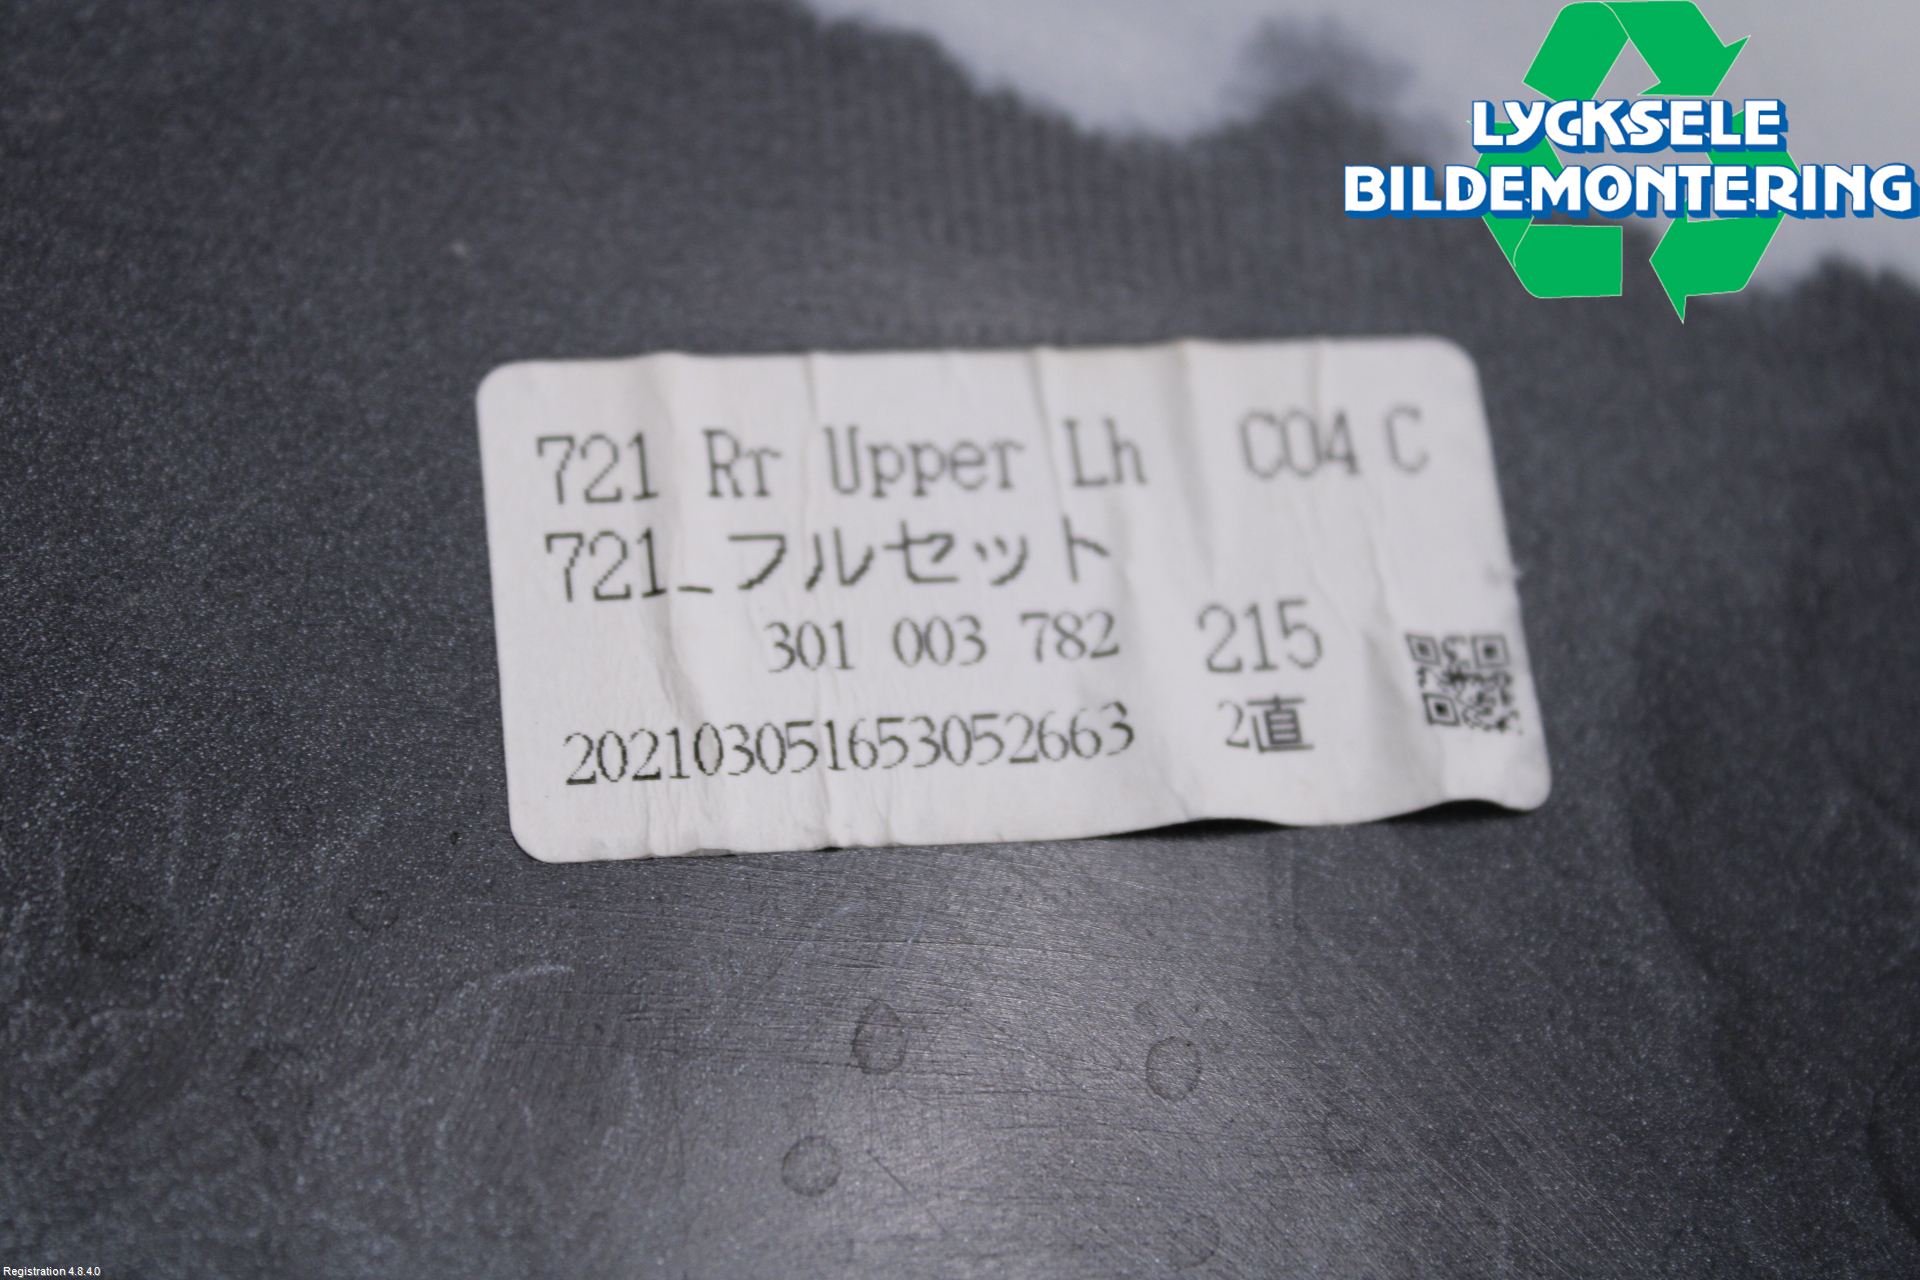 LYCKSELE
BILDEMONTERING
721 Rr Upper Lh C04 C
721_フルセット
301 003 782 215
202103051653052663 2直
Registration 4.8.4.0